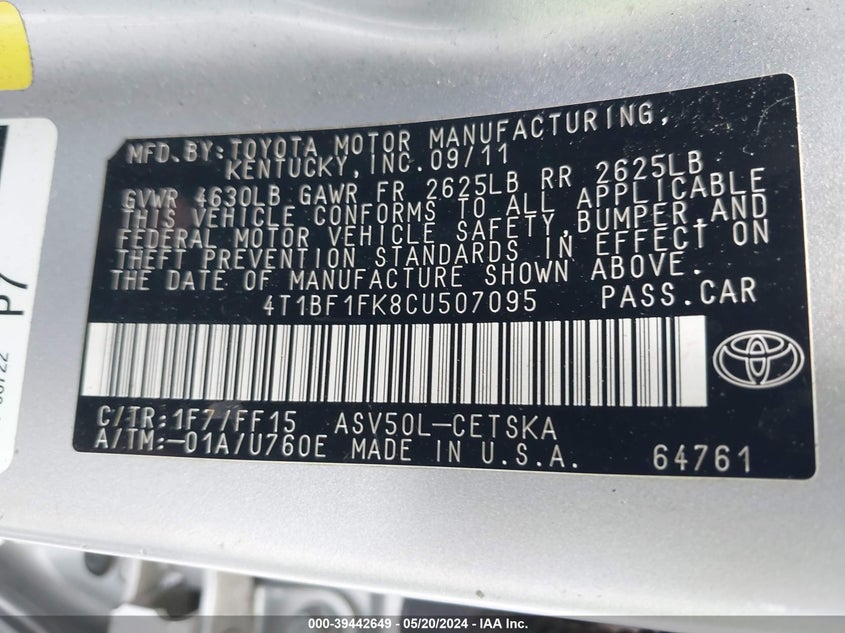 MFD. BY: TOYOTA MOTOR MANUFACTURING,
KENTUCKY, INC. 09/11
GVWR 4630LB GAWR FR 2625LB RR 2625LB
THIS VEHICLE CONFORMS TO ALL APPLICABLE
FEDERAL MOTOR VEHICLE SAFETY, BUMPER, AND
THEFT PREVENTION STANDARDS IN EFFECT ON
THE DATE OF MANUFACTURE SHOWN ABOVE.
4T1BF1FK8CU507095 PASS.CAR
C/TR: 1F7/FF15 ASV50L-CETSKA
A/TM: -01A/U760E MADE IN U.S.A. 64761
P7
000-39442649 - 05/20/2024 - IAA Inc.